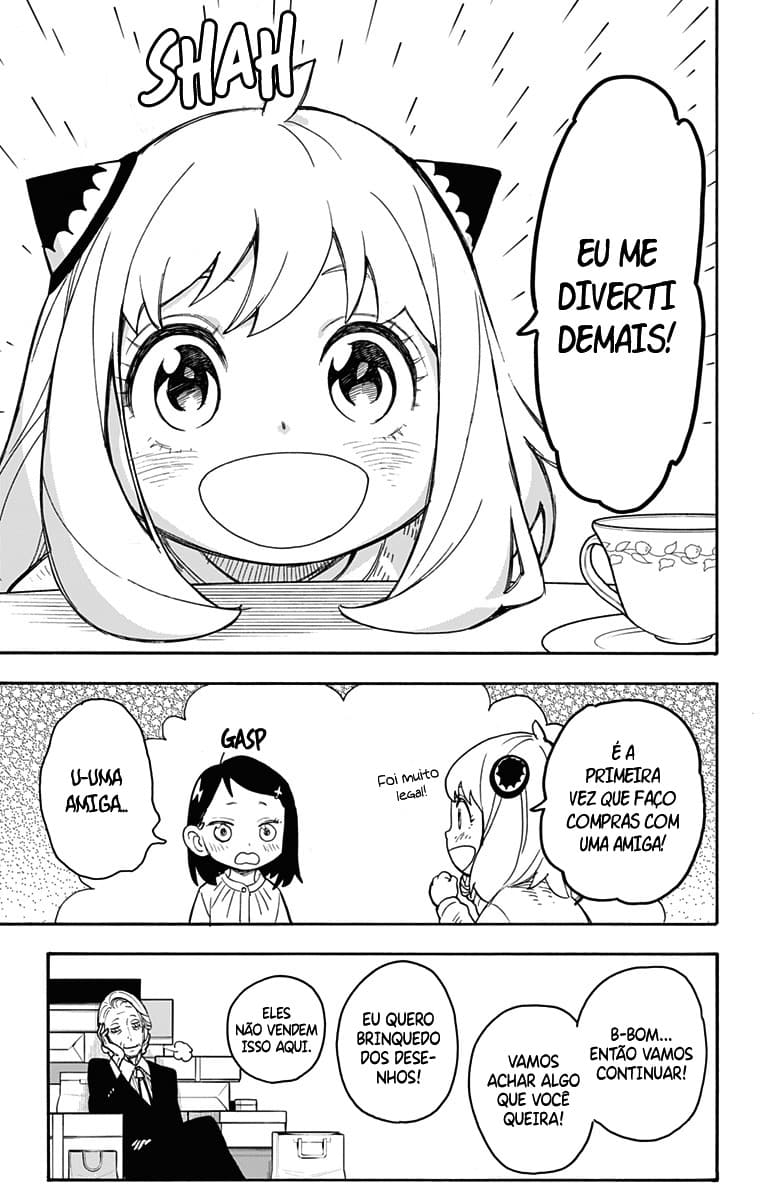 SHAH
EU ME
DIVERTI
DEMAIS!
É A
PRIMEIRA
VEZ QUE FAÇO
COMPRAS COM
UMA AMIGA!
Foi muito
legal!
GASP
U-UMA
AMIGA..
B-BOM...
ENTÃO VAMOS
CONTINUAR!
VAMOS
ACHAR ALGO
QUE VOCÊ
QUEIRA!
EU QUERO
BRINQUEDO
DOS DESE-
NHOS!
ELES
NÃO VENDEM
ISSO AQUI.